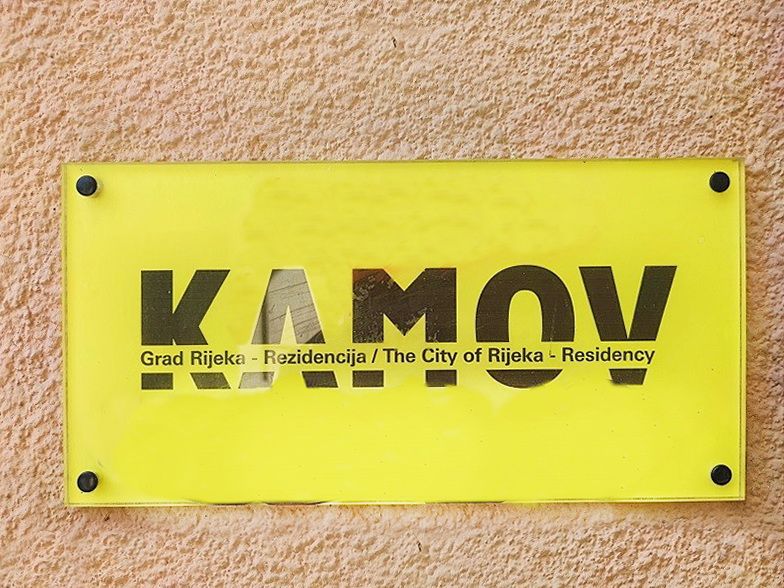 KAMOV
Grad Rijeka - Rezidencija / The City of Rijeka - Residency